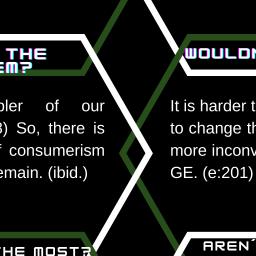 THE
EM?
pler of our
3) So, there is
f consumerism
emain. (ibid.)
THE MOST?
WOULDN
It is harder t
to change th
more inconv
GE. (e:201)
AREN´